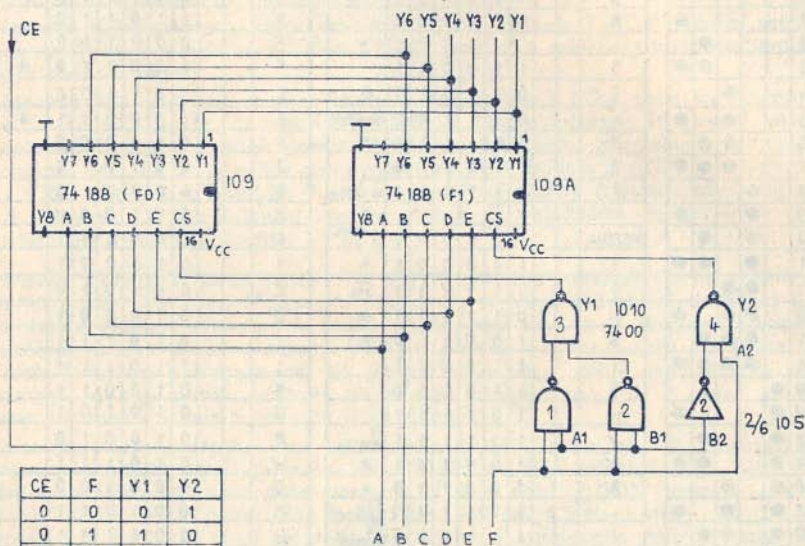 CE
Y6 Y5 Y4 Y3 Y2 Y1
1
Y7 Y6 Y5 Y4 Y3 Y2 Y1
74 188 (F0)
109
Y8 A B C D E CS
16 VCC
1
Y7 Y6 Y5 Y4 Y3 Y2 Y1
74 188 (F1)
109A
Y8 A B C D E CS
16 VCC
3
Y1
1010
7400
4
Y2
A2
1
A1
2
B1
2
B2
2/6 105
CE F Y1 Y2
0 0 0 1
0 1 1 0
A B C D E F